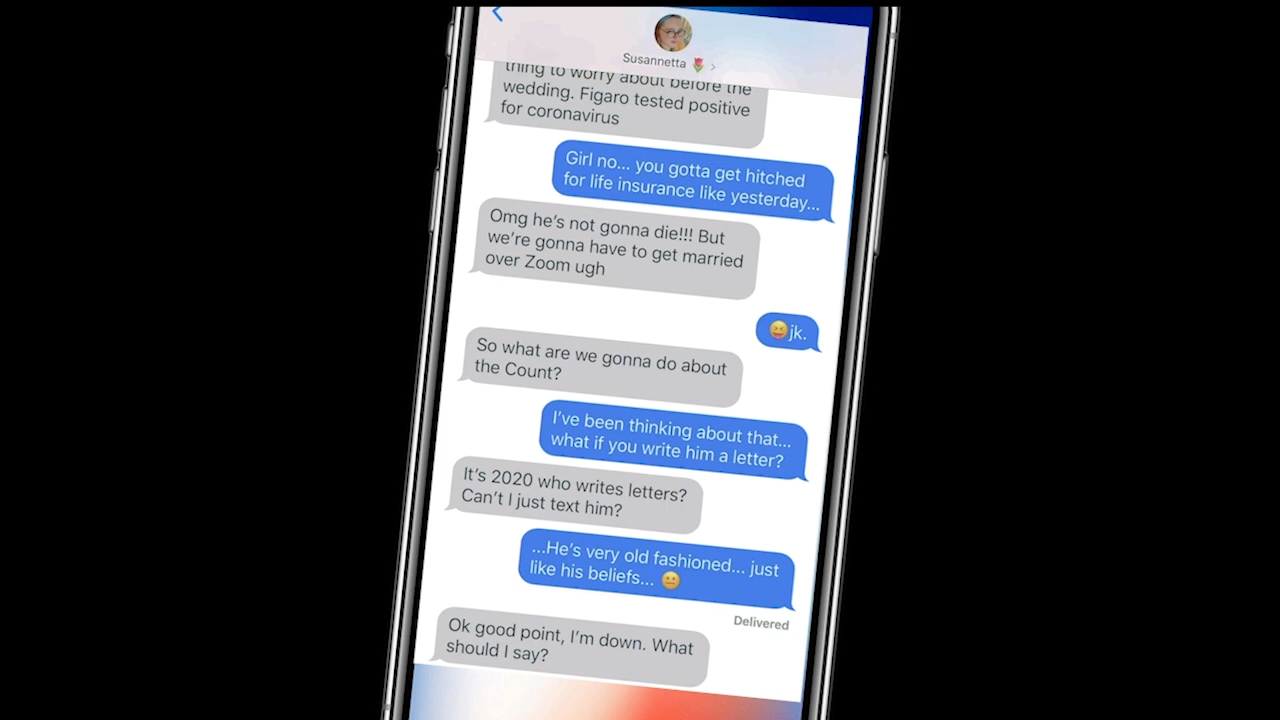 Susannetta 🌷 >
thing to worry about before the
wedding. Figaro tested positive
for coronavirus
Girl no... you gotta get hitched
for life insurance like yesterday...
Omg he's not gonna die!!! But
we're gonna have to get married
over Zoom ugh
😝jk.
So what are we gonna do about
the Count?
I've been thinking about that...
what if you write him a letter?
It's 2020 who writes letters?
Can't I just text him?
...He's very old fashioned... just
like his beliefs... 😐
Delivered
Ok good point, I'm down. What
should I say?